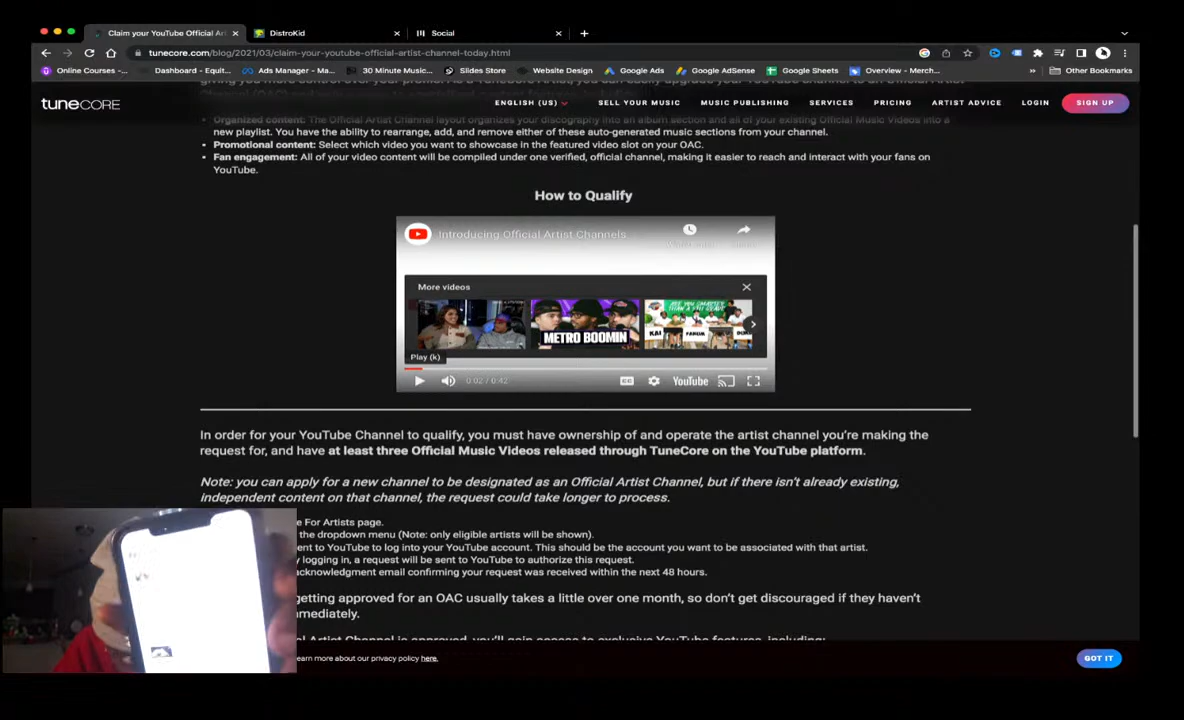 Claim your YouTube Official Ar
DistroKid
Social
tunecore.com/blog/2021/03/claim-your-youtube-official-artist-channel-today.html
Online Courses –...
Dashboard - Equit...
Ads Manager - Ma...
30 Minute Music...
Slides Store
Website Design
Google Ads
Google AdSense
Google Sheets
Overview - Merch...
Other Bookmarks
tunecore
ENGLISH (US)
SELL YOUR MUSIC
MUSIC PUBLISHING
SERVICES
PRICING
ARTIST ADVICE
LOGIN
SIGN UP
Organized content: The Official Artist Channel layout organizes your discography into an album section and all of your existing Official Music Videos into a
new playlist. You have the ability to rearrange, add, and remove either of these auto-generated music sections from your channel.
Promotional content: Select which video you want to showcase in the featured video slot on your OAC.
Fan engagement: All of your video content will be compiled under one verified, official channel, making it easier to reach and interact with your fans on
YouTube.
How to Qualify
Introducing Official Artist Channels
More videos
METRO BOOMIN
KAI
FANUM
Play (k)
0:02 / 0:42
YouTube
In order for your YouTube Channel to qualify, you must have ownership of and operate the artist channel you're making the
request for, and have at least three Official Music Videos released through TuneCore on the YouTube platform.
Note: you can apply for a new channel to be designated as an Official Artist Channel, but if there isn't already existing,
independent content on that channel, the request could take longer to process.
e For Artists page.
the dropdown menu (Note: only eligible artists will be shown).
ent to YouTube to log into your YouTube account. This should be the account you want to be associated with that artist.
logging in, a request will be sent to YouTube to authorize this request.
acknowledgment email confirming your request was received within the next 48 hours.
getting approved for an OAC usually takes a little over one month, so don't get discouraged if they haven't
mediately.
Artist Channel is approved, you'll gain access to exclusive YouTube features, including:
earn more about our privacy policy here.
GOT IT